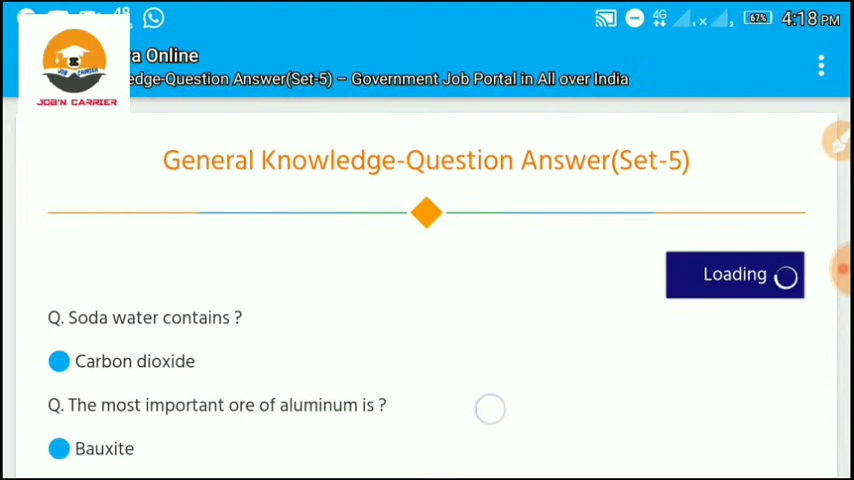 4G
67%
4:18 PM
ra Online
edge-Question Answer(Set-5) – Government Job Portal in All over India
JOB'N CARRIER
General Knowledge-Question Answer(Set-5)
Loading
Q. Soda water contains ?
Carbon dioxide
Q. The most important ore of aluminum is ?
Bauxite